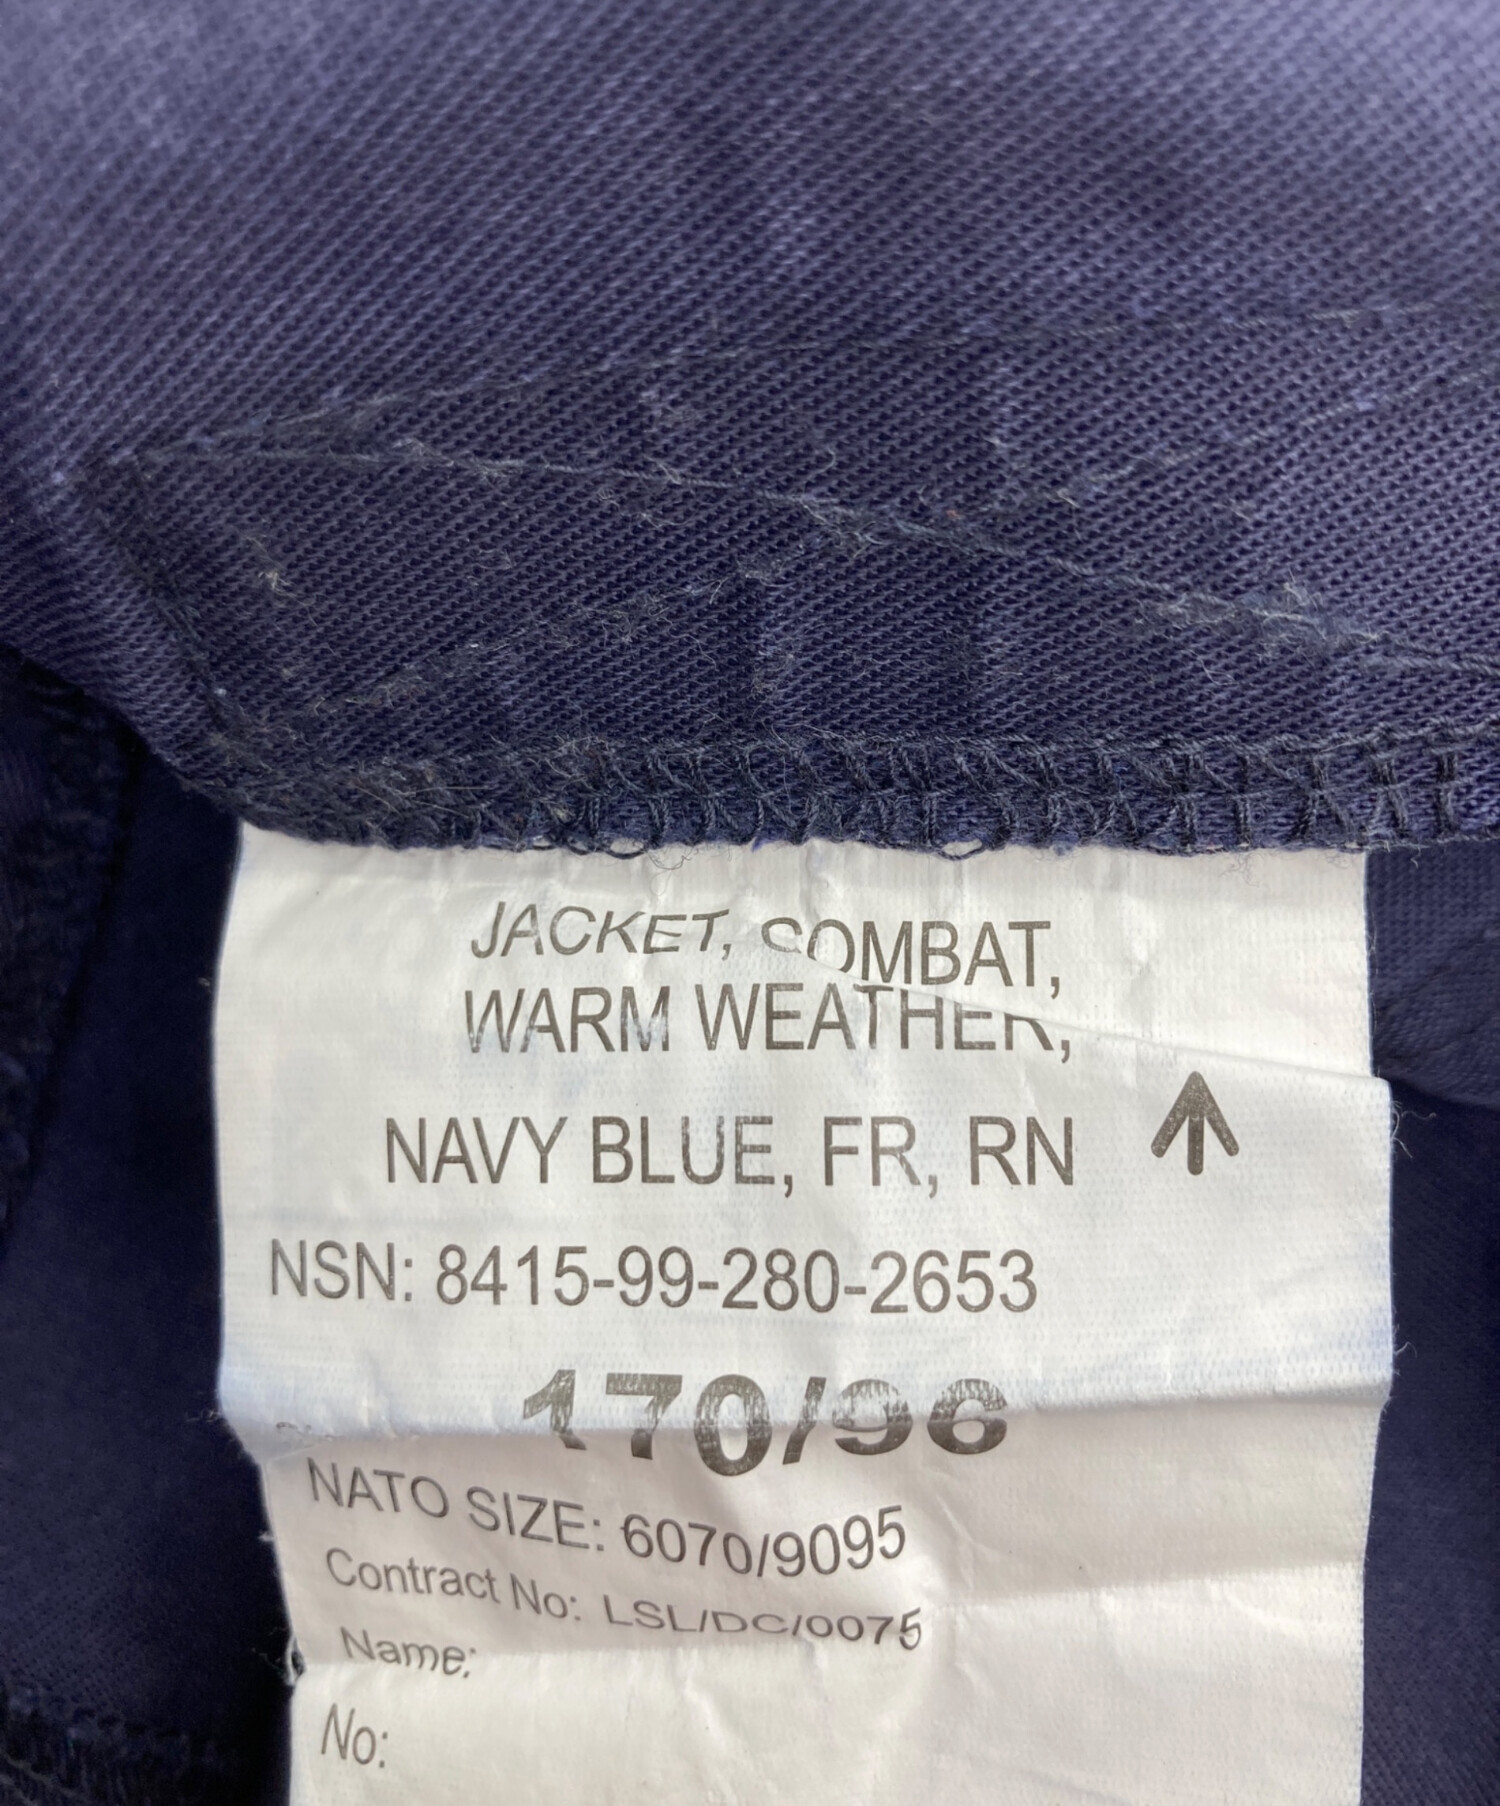 JACKET, COMBAT,
WARM WEATHER,
NAVY BLUE, FR, RN
NSN: 8415-99-280-2653
170/96
NATO SIZE: 6070/9095
Contract No: LSL/DC/0075
Name:
No: